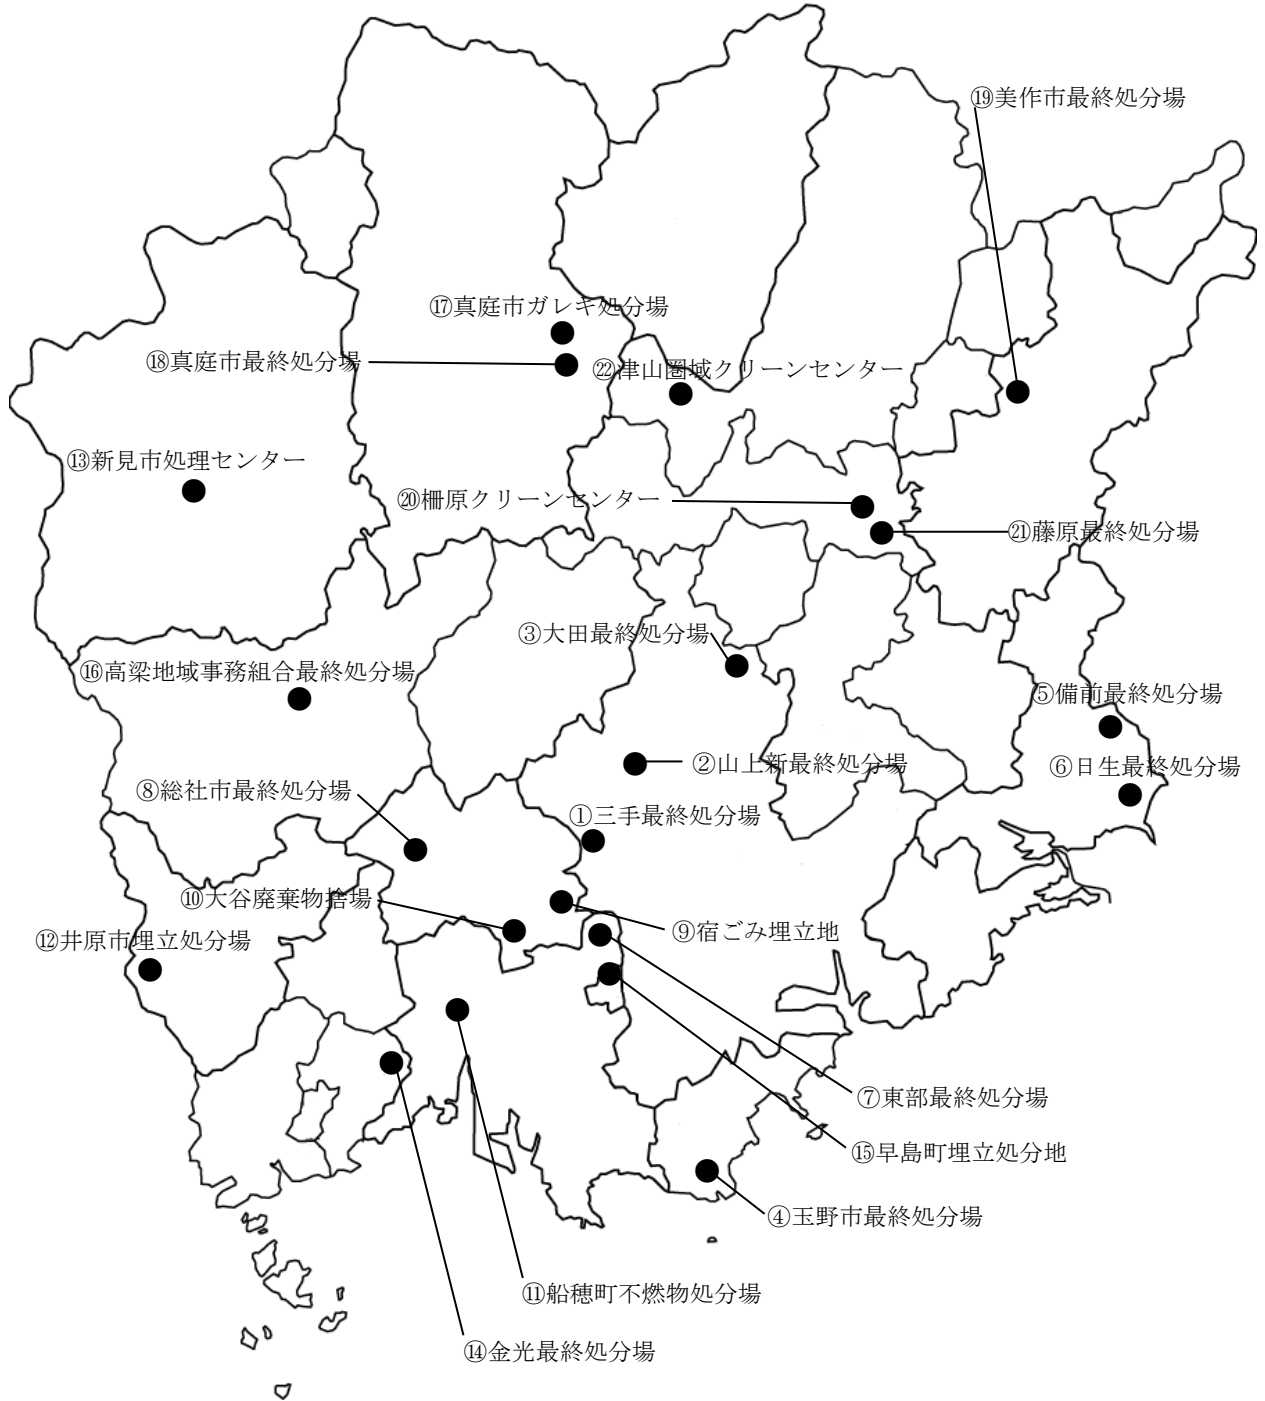 ⑲美作市最終処分場
⑰真庭市ガレキ処分場
⑱真庭市最終処分場
㉒津山圏域クリーンセンター
⑬新見市処理センター
⑳柵原クリーンセンター
㉑藤原最終処分場
③大田最終処分場
⑯高梁地域事務組合最終処分場
⑤備前最終処分場
②山上新最終処分場
⑥日生最終処分場
⑧総社市最終処分場
①三手最終処分場
⑩大谷廃棄物捨場
⑨宿ごみ埋立地
⑫井原市埋立処分場
⑦東部最終処分場
⑮早島町埋立処分地
④玉野市最終処分場
⑪船穂町不燃物処分場
⑭金光最終処分場